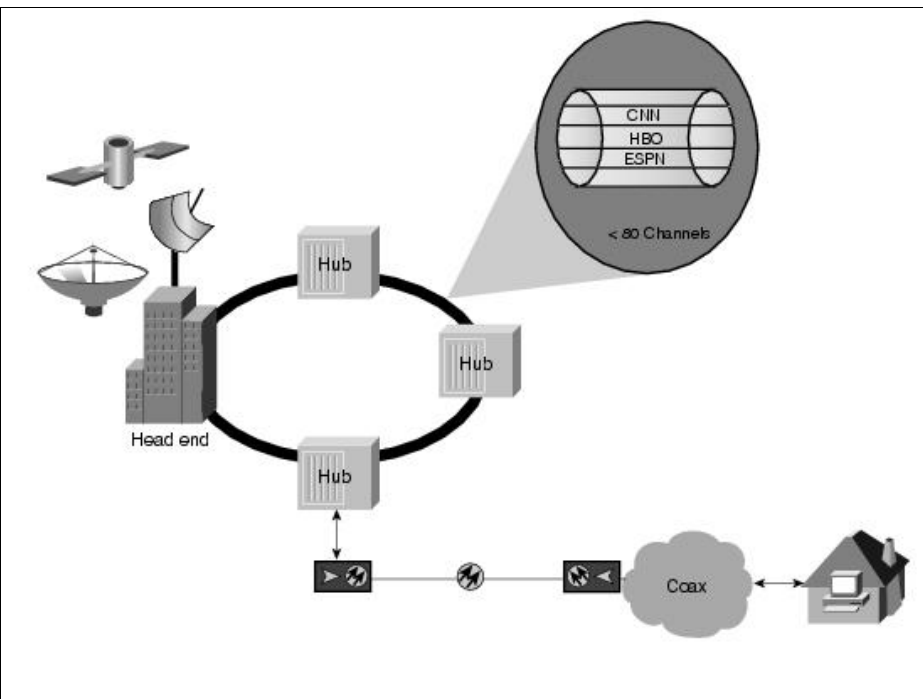 CNN
HBO
ESPN
< 80 Channels
Hub
Hub
Head end
Hub
Coax